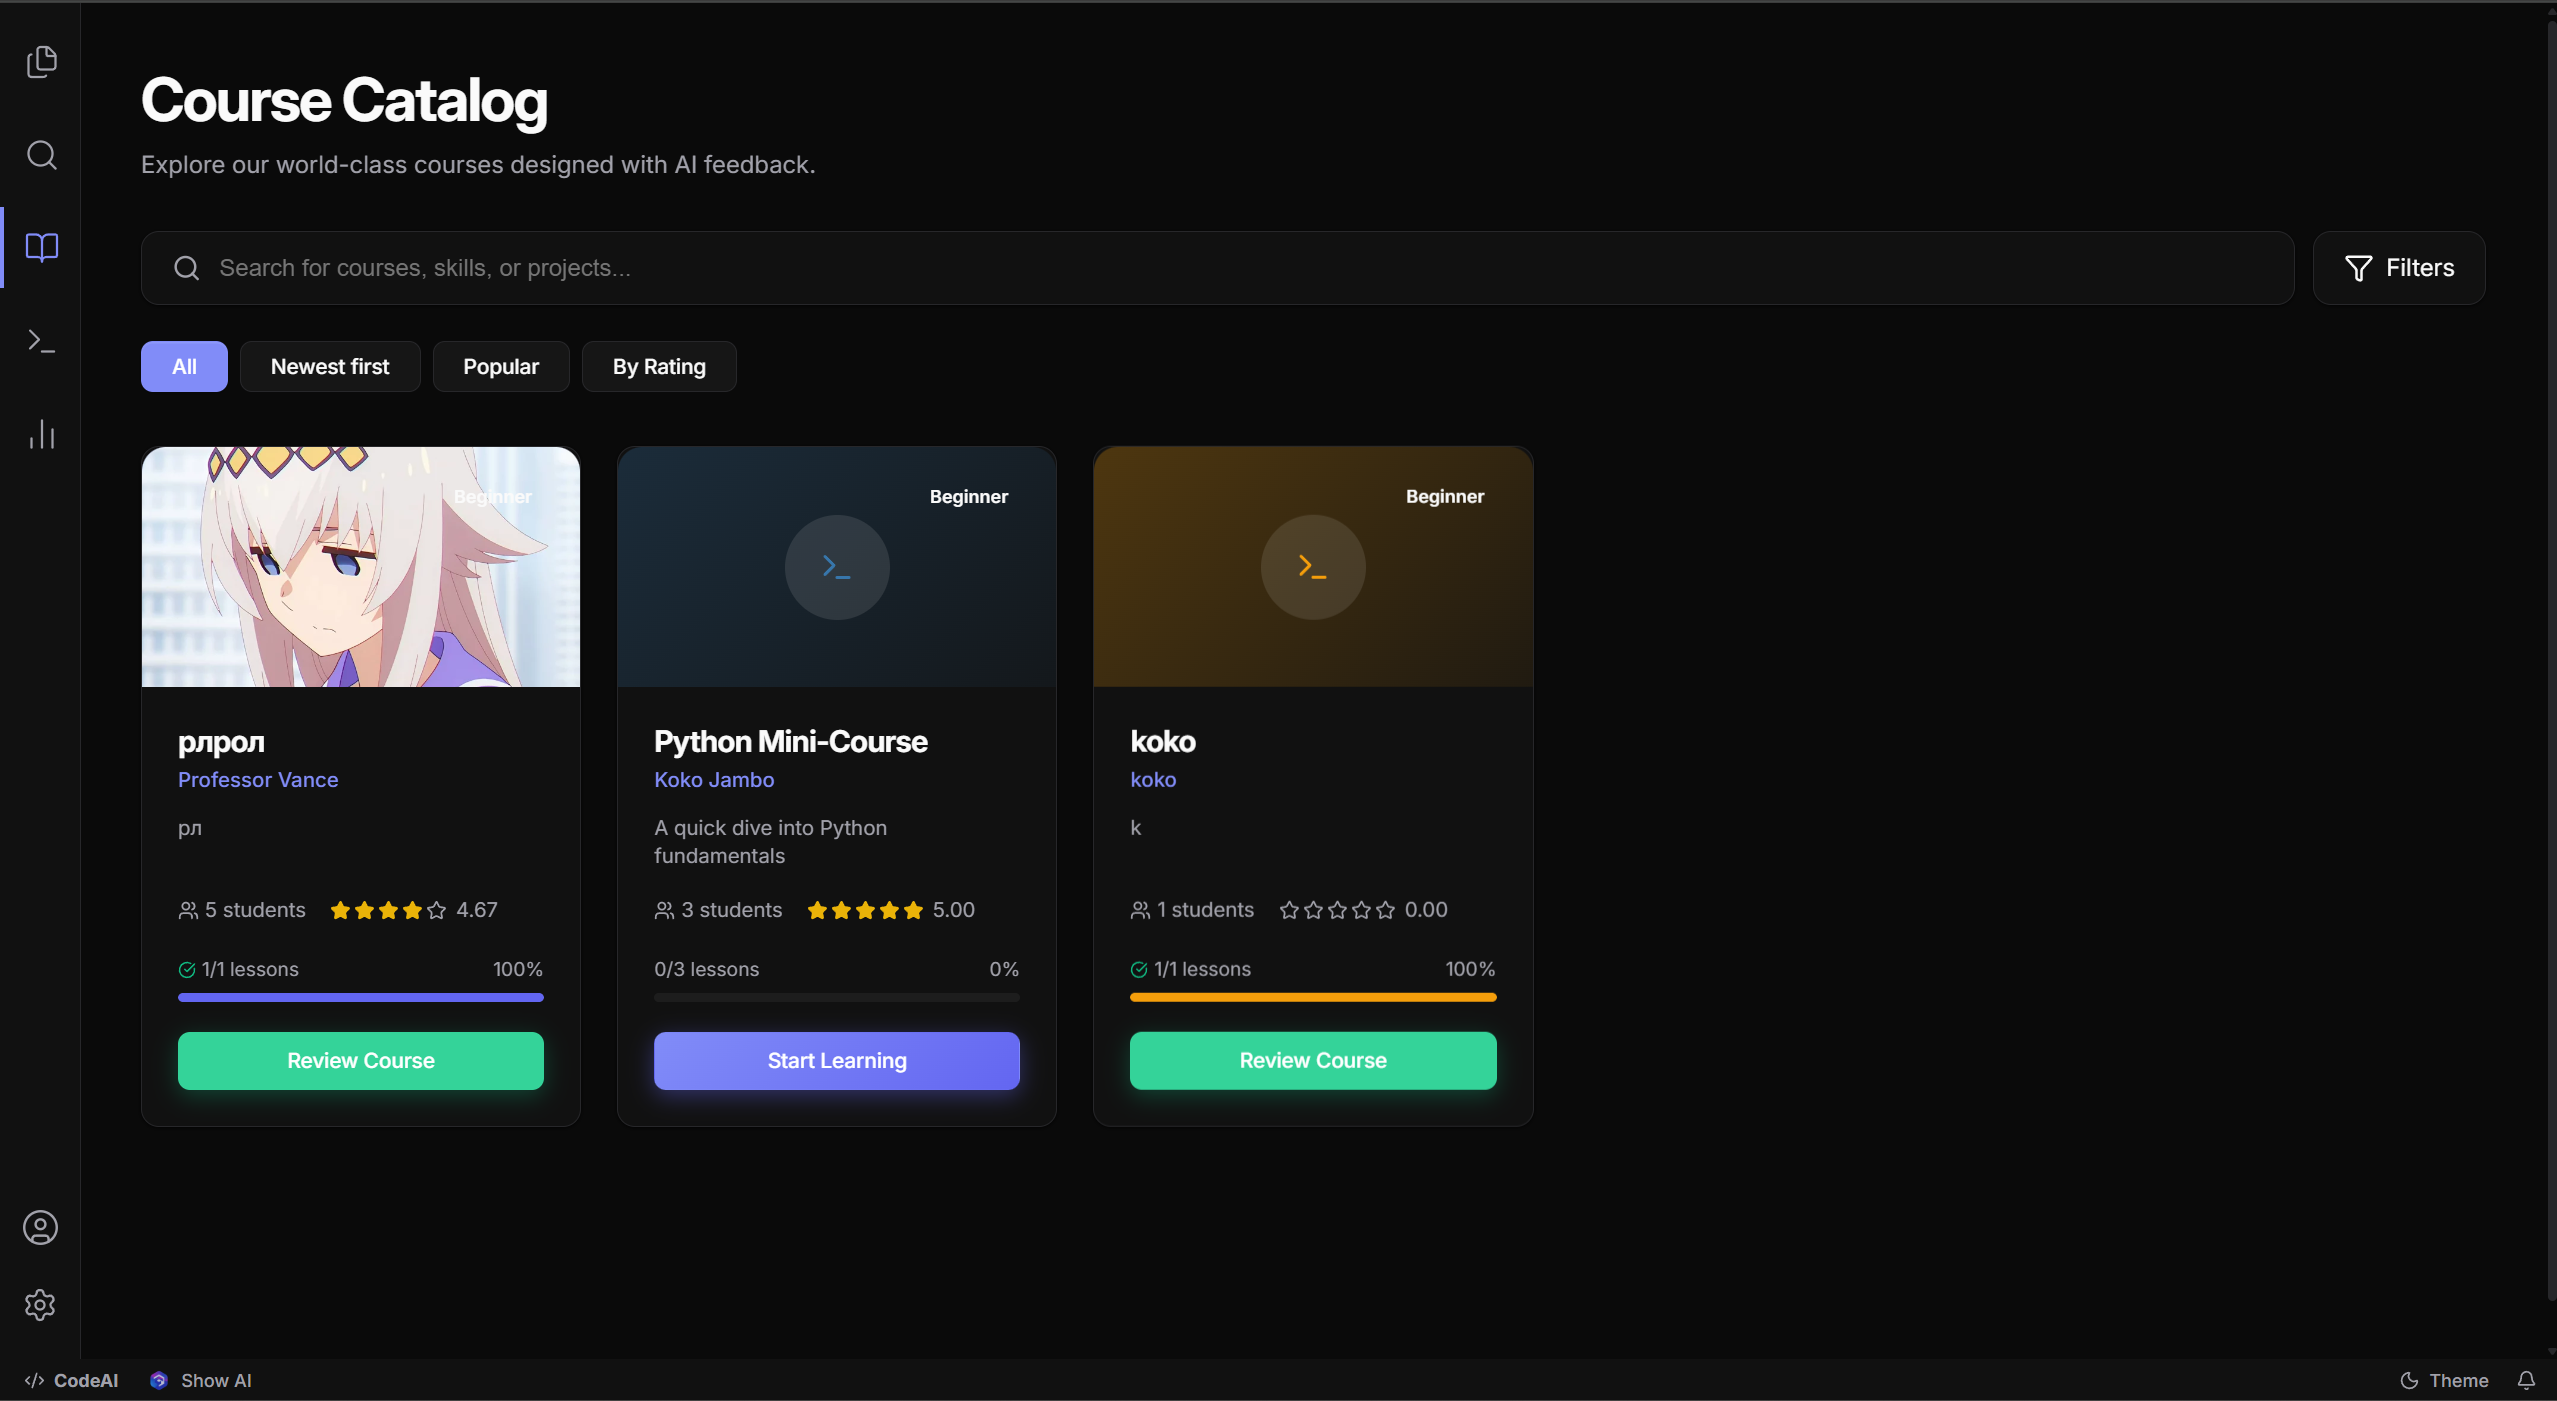 Course Catalog
Explore our world-class courses designed with AI feedback.
Search for courses, skills, or projects...
Filters
All
Newest first
Popular
By Rating
Beginner
рлрол
Professor Vance
рл
5 students
4.67
1/1 lessons
100%
Review Course
Beginner
Python Mini-Course
Koko Jambo
A quick dive into Python
fundamentals
3 students
5.00
0/3 lessons
0%
Start Learning
Beginner
koko
koko
k
1 students
0.00
1/1 lessons
100%
Review Course
CodeAI
Show AI
Theme